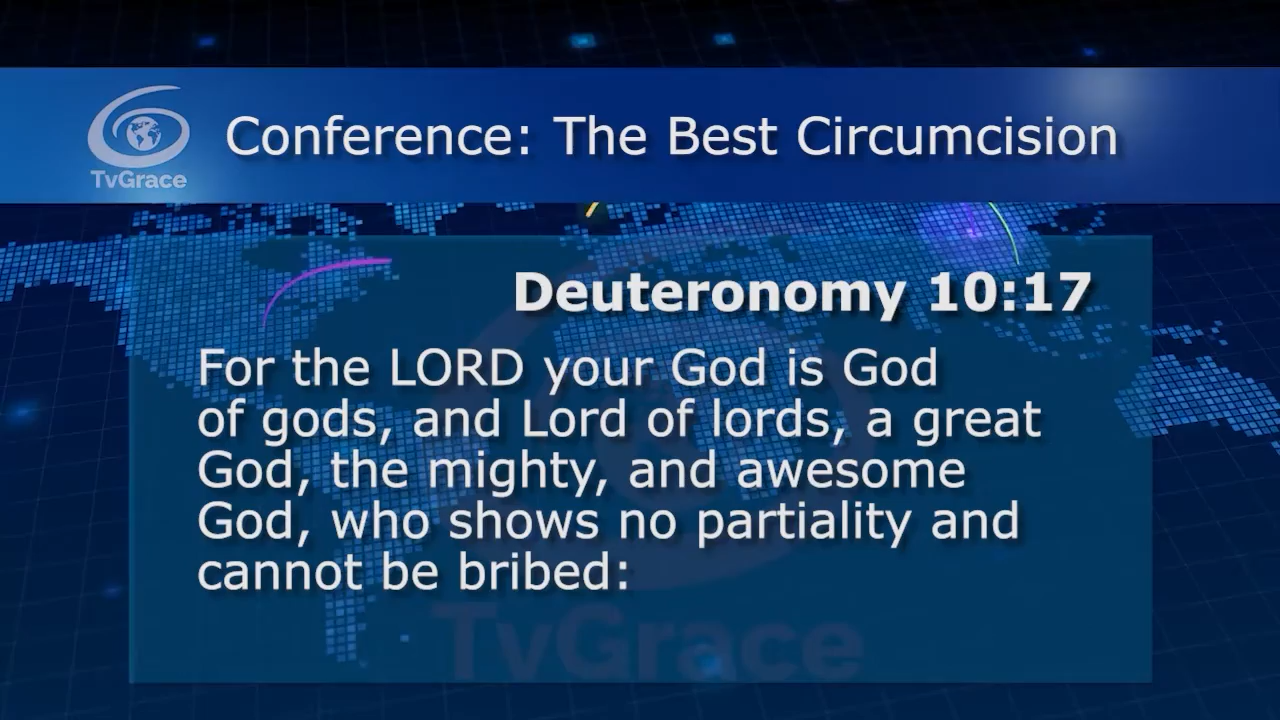 TvGrace
Conference: The Best Circumcision
Deuteronomy 10:17
For the LORD your God is God
of gods, and Lord of lords, a great
God, the mighty, and awesome
God, who shows no partiality and
cannot be bribed:
TvGrace